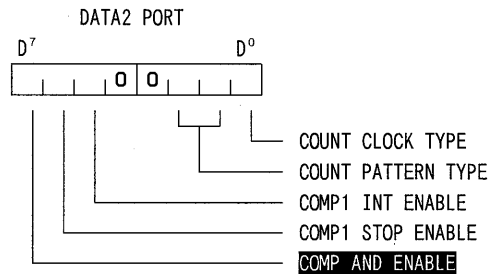 DATA2 PORT
D⁷ D⁰
0 0
COUNT CLOCK TYPE
COUNT PATTERN TYPE
COMP1 INT ENABLE
COMP1 STOP ENABLE
COMP AND ENABLE